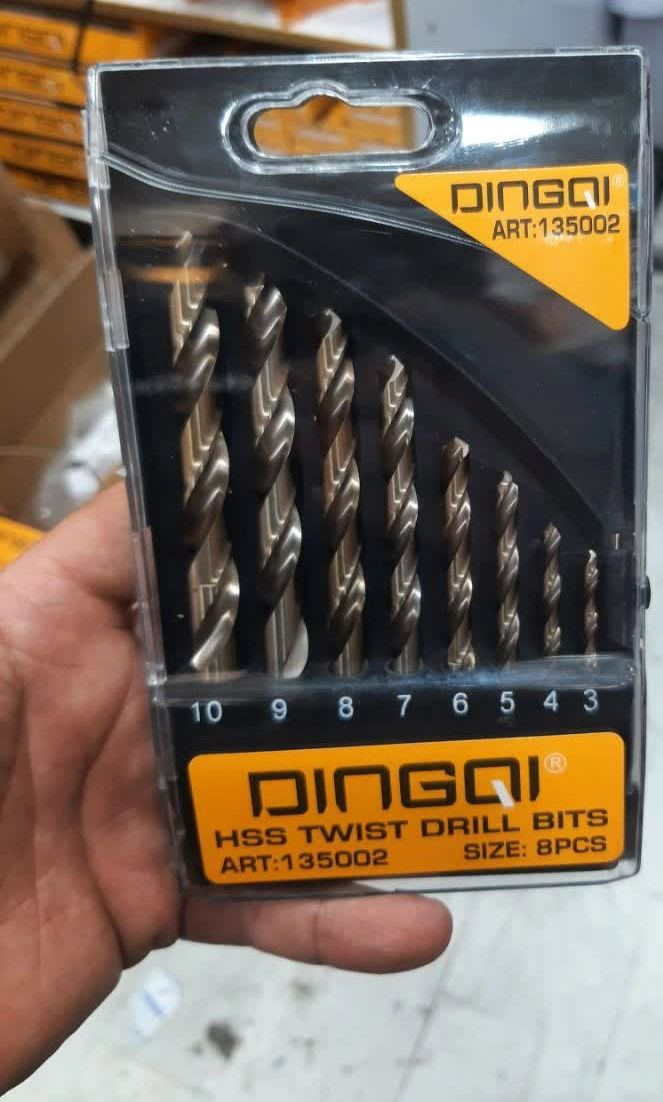 DINGQI®
ART:135002
10 9 8 7 6 5 4 3
DINGQI®
HSS TWIST DRILL BITS
ART:135002 SIZE: 8PCS